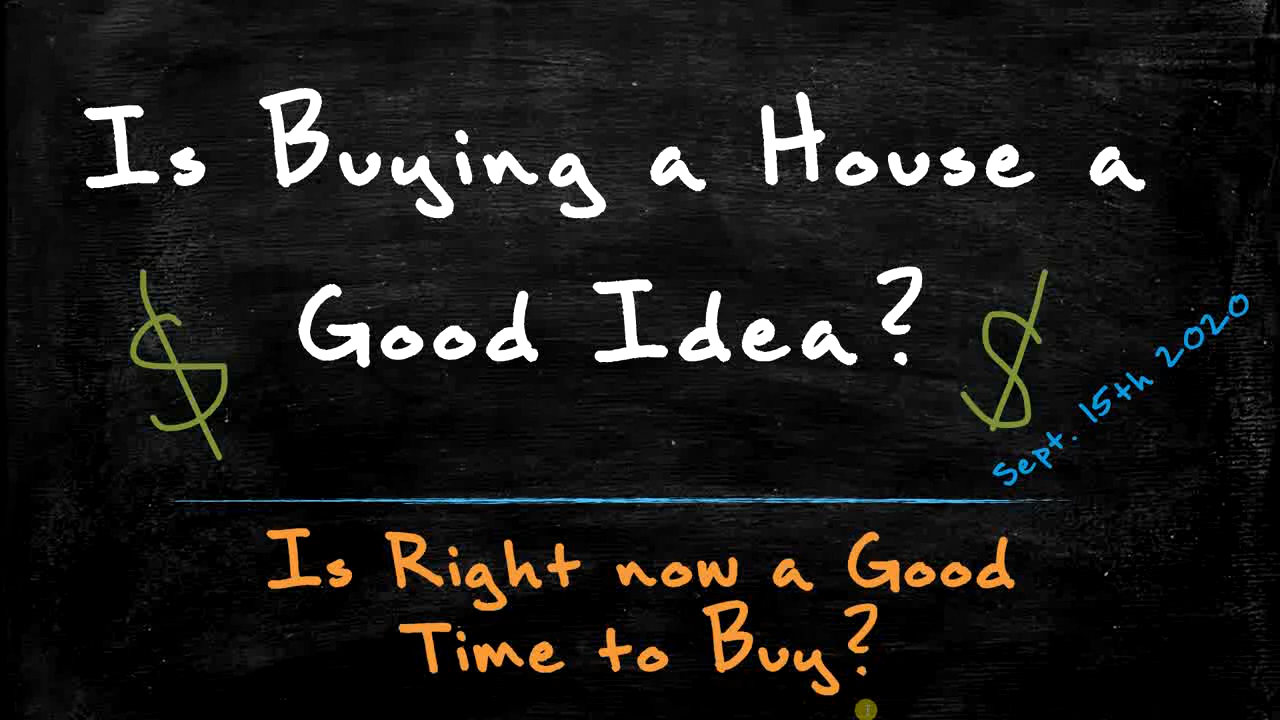 Is Buying a House a
Good Idea?
$
$
Sept. 15th 2020
Is Right now a Good
Time to Buy?